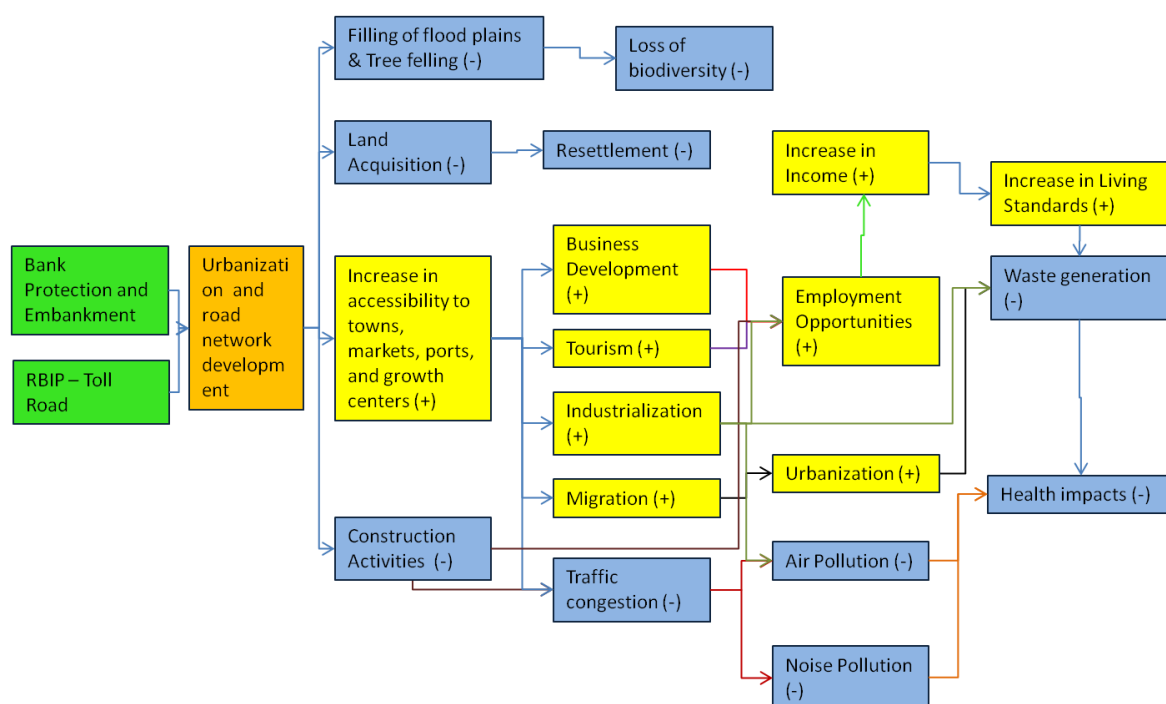 Filling of flood plains
& Tree felling (-)
Loss of
biodiversity (-)
Land
Acquisition (-)
Resettlement (-)
Increase in
Income (+)
Increase in Living
Standards (+)
Bank
Protection and
Embankment
RBIP – Toll
Road
Urbanizati
on and
road
network
developm
ent
Increase in
accessibility to
towns,
markets, ports,
and growth
centers (+)
Business
Development
(+)
Tourism (+)
Industrialization
(+)
Migration (+)
Employment
Opportunities
(+)
Waste generation
(-)
Urbanization (+)
Health impacts (-)
Construction
Activities (-)
Traffic
congestion (-)
Air Pollution (-)
Noise Pollution
(-)